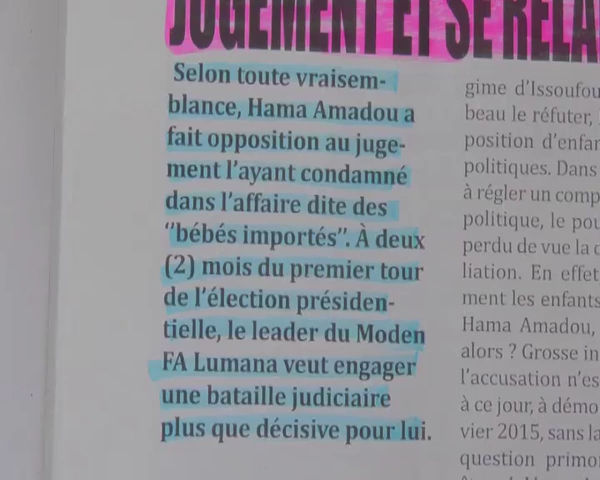 JUGEMENT ET SE
Selon toute vraisem-
blance, Hama Amadou a
fait opposition au juge-
ment l'ayant condamné
dans l'affaire dite des
"bébés importés". À deux
(2) mois du premier tour
de l'élection présiden-
tielle, le leader du Moden
FA Lumana veut engager
une bataille judiciaire
plus que décisive pour lui.
gime d'Issoufou
beau le réfuter,
position d'enfan
politiques. Dans
à régler un comp
politique, le pou
perdu de vue la
liation. En effet
ment les enfants
Hama Amadou,
alors ? Grosse in
l'accusation n'es
à ce jour, à démo
vier 2015, sans la
question primo